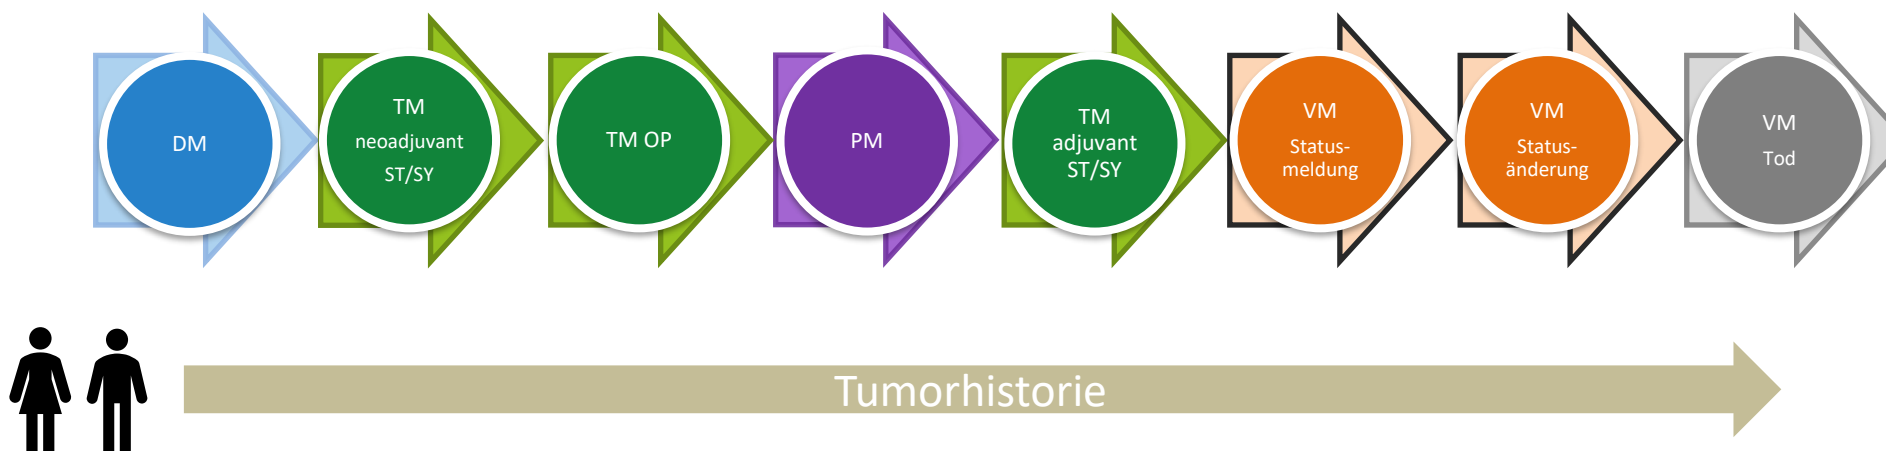 DM
TM
neoadjuvant
ST/SY
TM OP
PM
TM
adjuvant
ST/SY
VM
Status-
meldung
VM
Status-
änderung
VM
Tod
Tumorhistorie